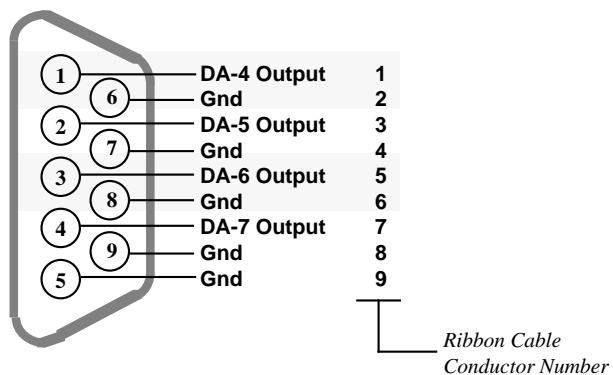 1 DA-4 Output 1
6 Gnd 2
2 DA-5 Output 3
7 Gnd 4
3 DA-6 Output 5
8 Gnd 6
4 DA-7 Output 7
9 Gnd 8
5 Gnd 9
Ribbon Cable
Conductor Number